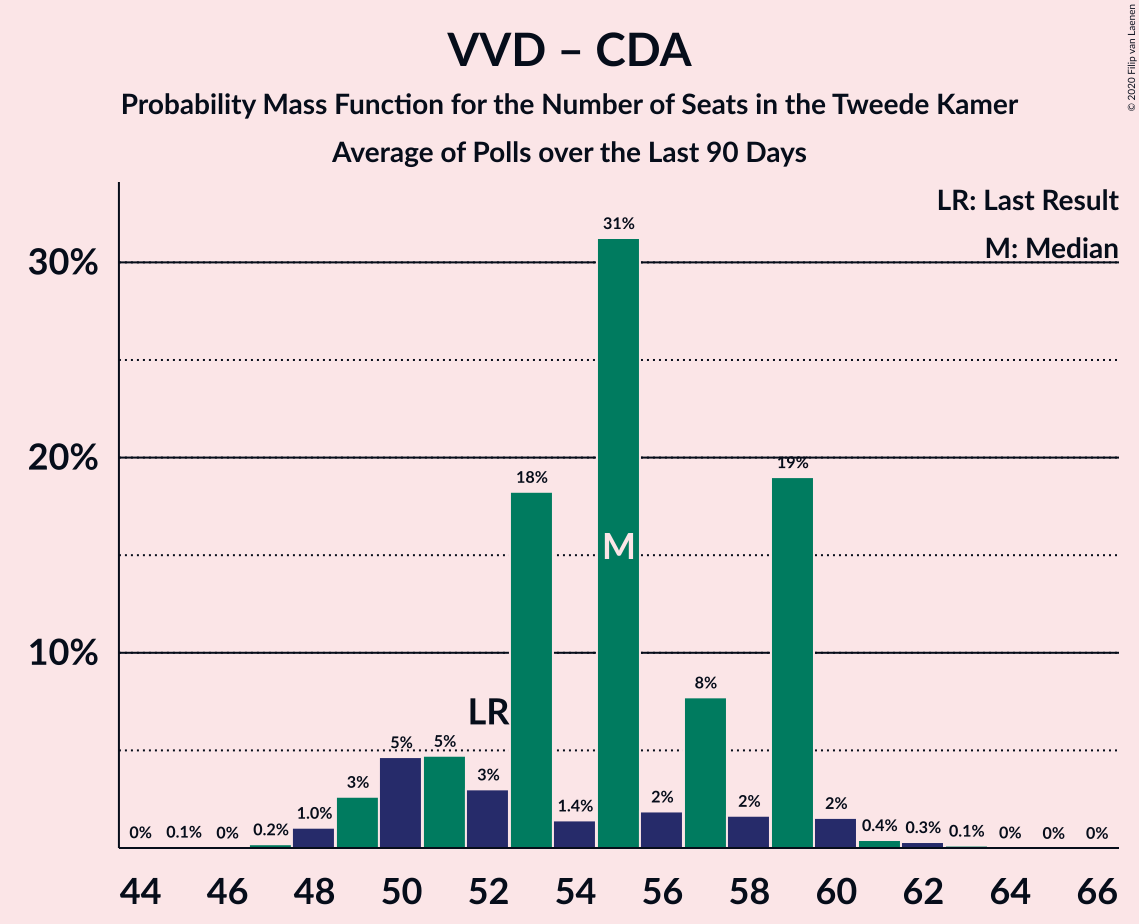 VVD – CDA
Probability Mass Function for the Number of Seats in the Tweede Kamer
Average of Polls over the Last 90 Days
© 2020 Filip van Laenen
LR: Last Result
M: Median
30%
20%
10%
0% 0.1% 0% 0.2% 1.0% 3% 5% 5% 3% 18% 1.4% 31% 2% 8% 2% 19% 2% 0.4% 0.3% 0.1% 0% 0% 0%
LR
M
44 46 48 50 52 54 56 58 60 62 64 66